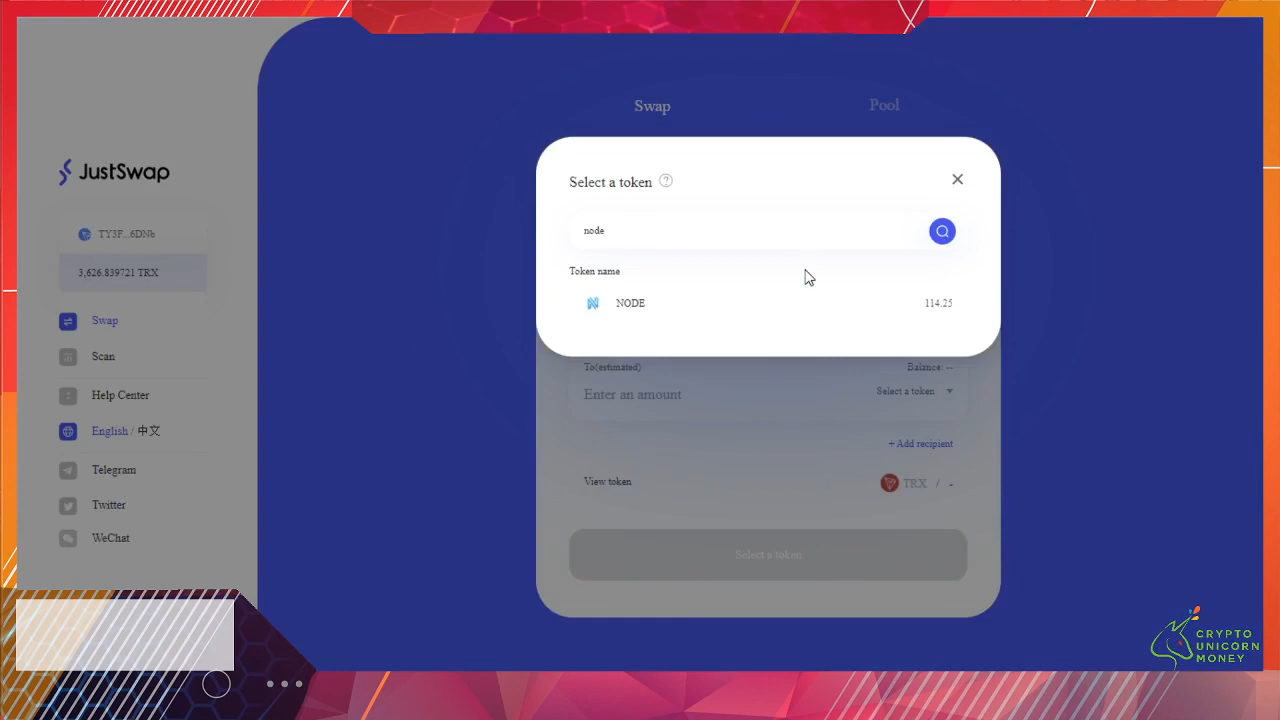 JustSwap
TY3F...6DNb
3,626.839721 TRX
Swap
Scan
Help Center
English / 中文
Telegram
Twitter
WeChat
Swap
Pool
Select a token ?
node
Token name
NODE 114.25
To(estimated) Balance: --
Enter an amount Select a token
+ Add recipient
View token TRX / -
Select a token
CRYPTO
UNICORN
MONEY